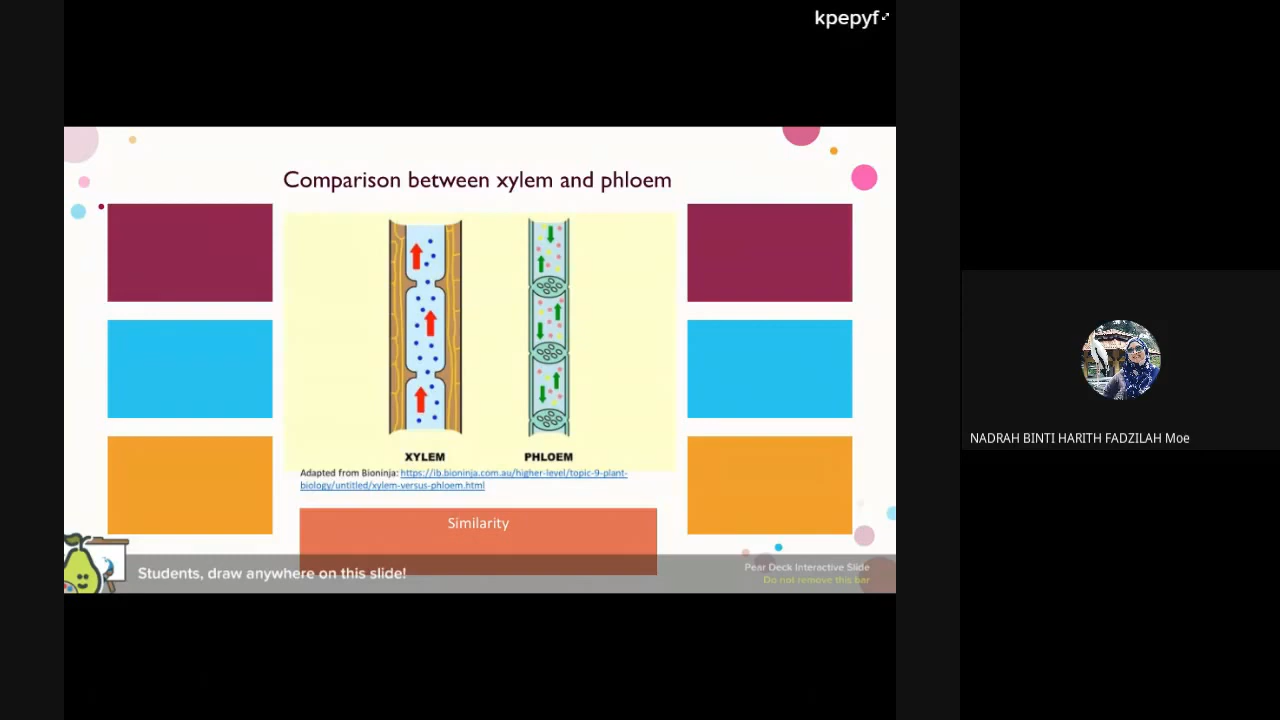 kpepyf
Comparison between xylem and phloem
XYLEM
PHLOEM
Adapted from Bioninja: https://ib.bioninja.com.au/higher-level/topic-9-plant-
biology/untitled/xylem-versus-phloem.html
Similarity
Students, draw anywhere on this slide!
Pear Deck Interactive Slide
Do not remove this bar
NADRAH BINTI HARITH FADZILAH Moe